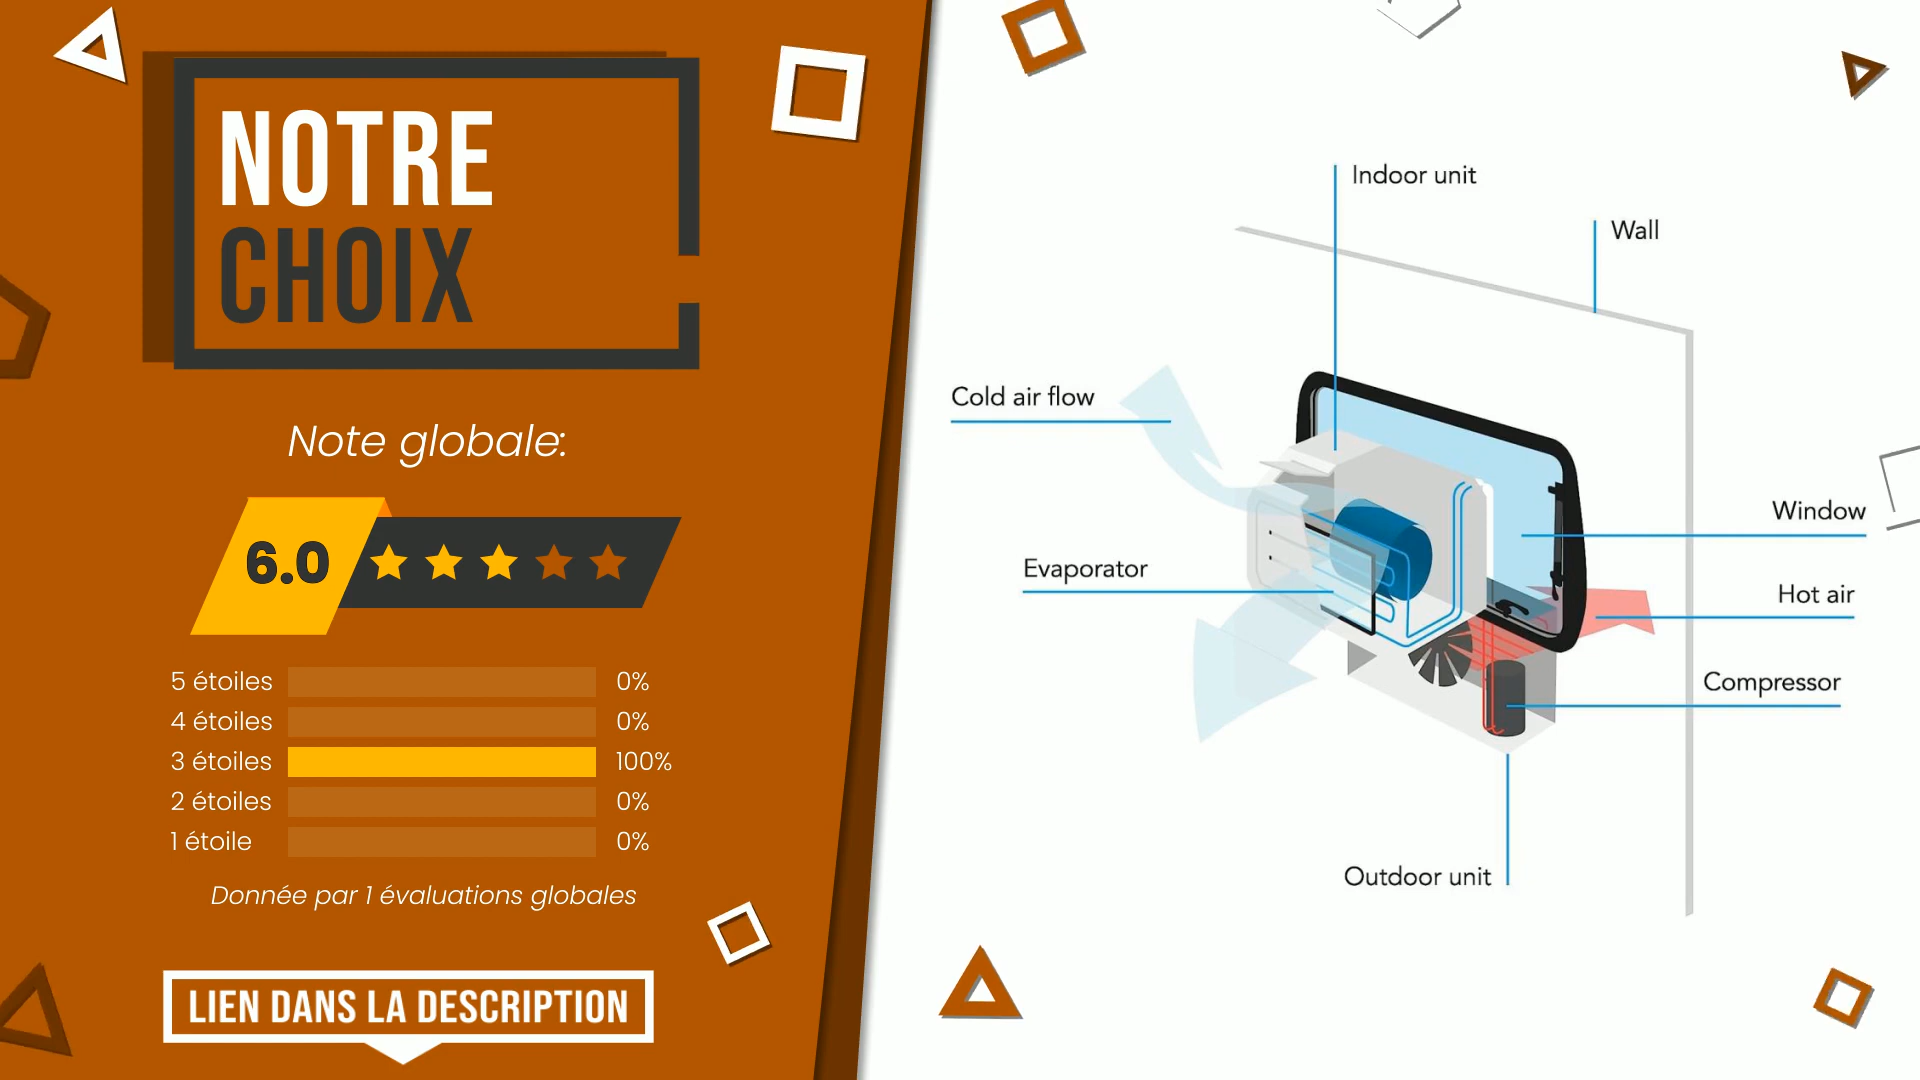 NOTRE
CHOIX
Note globale:
6.0
5 étoiles 0%
4 étoiles 0%
3 étoiles 100%
2 étoiles 0%
1 étoile 0%
Donnée par 1 évaluations globales
LIEN DANS LA DESCRIPTION
Indoor unit
Wall
Cold air flow
Window
Evaporator
Hot air
Compressor
Outdoor unit